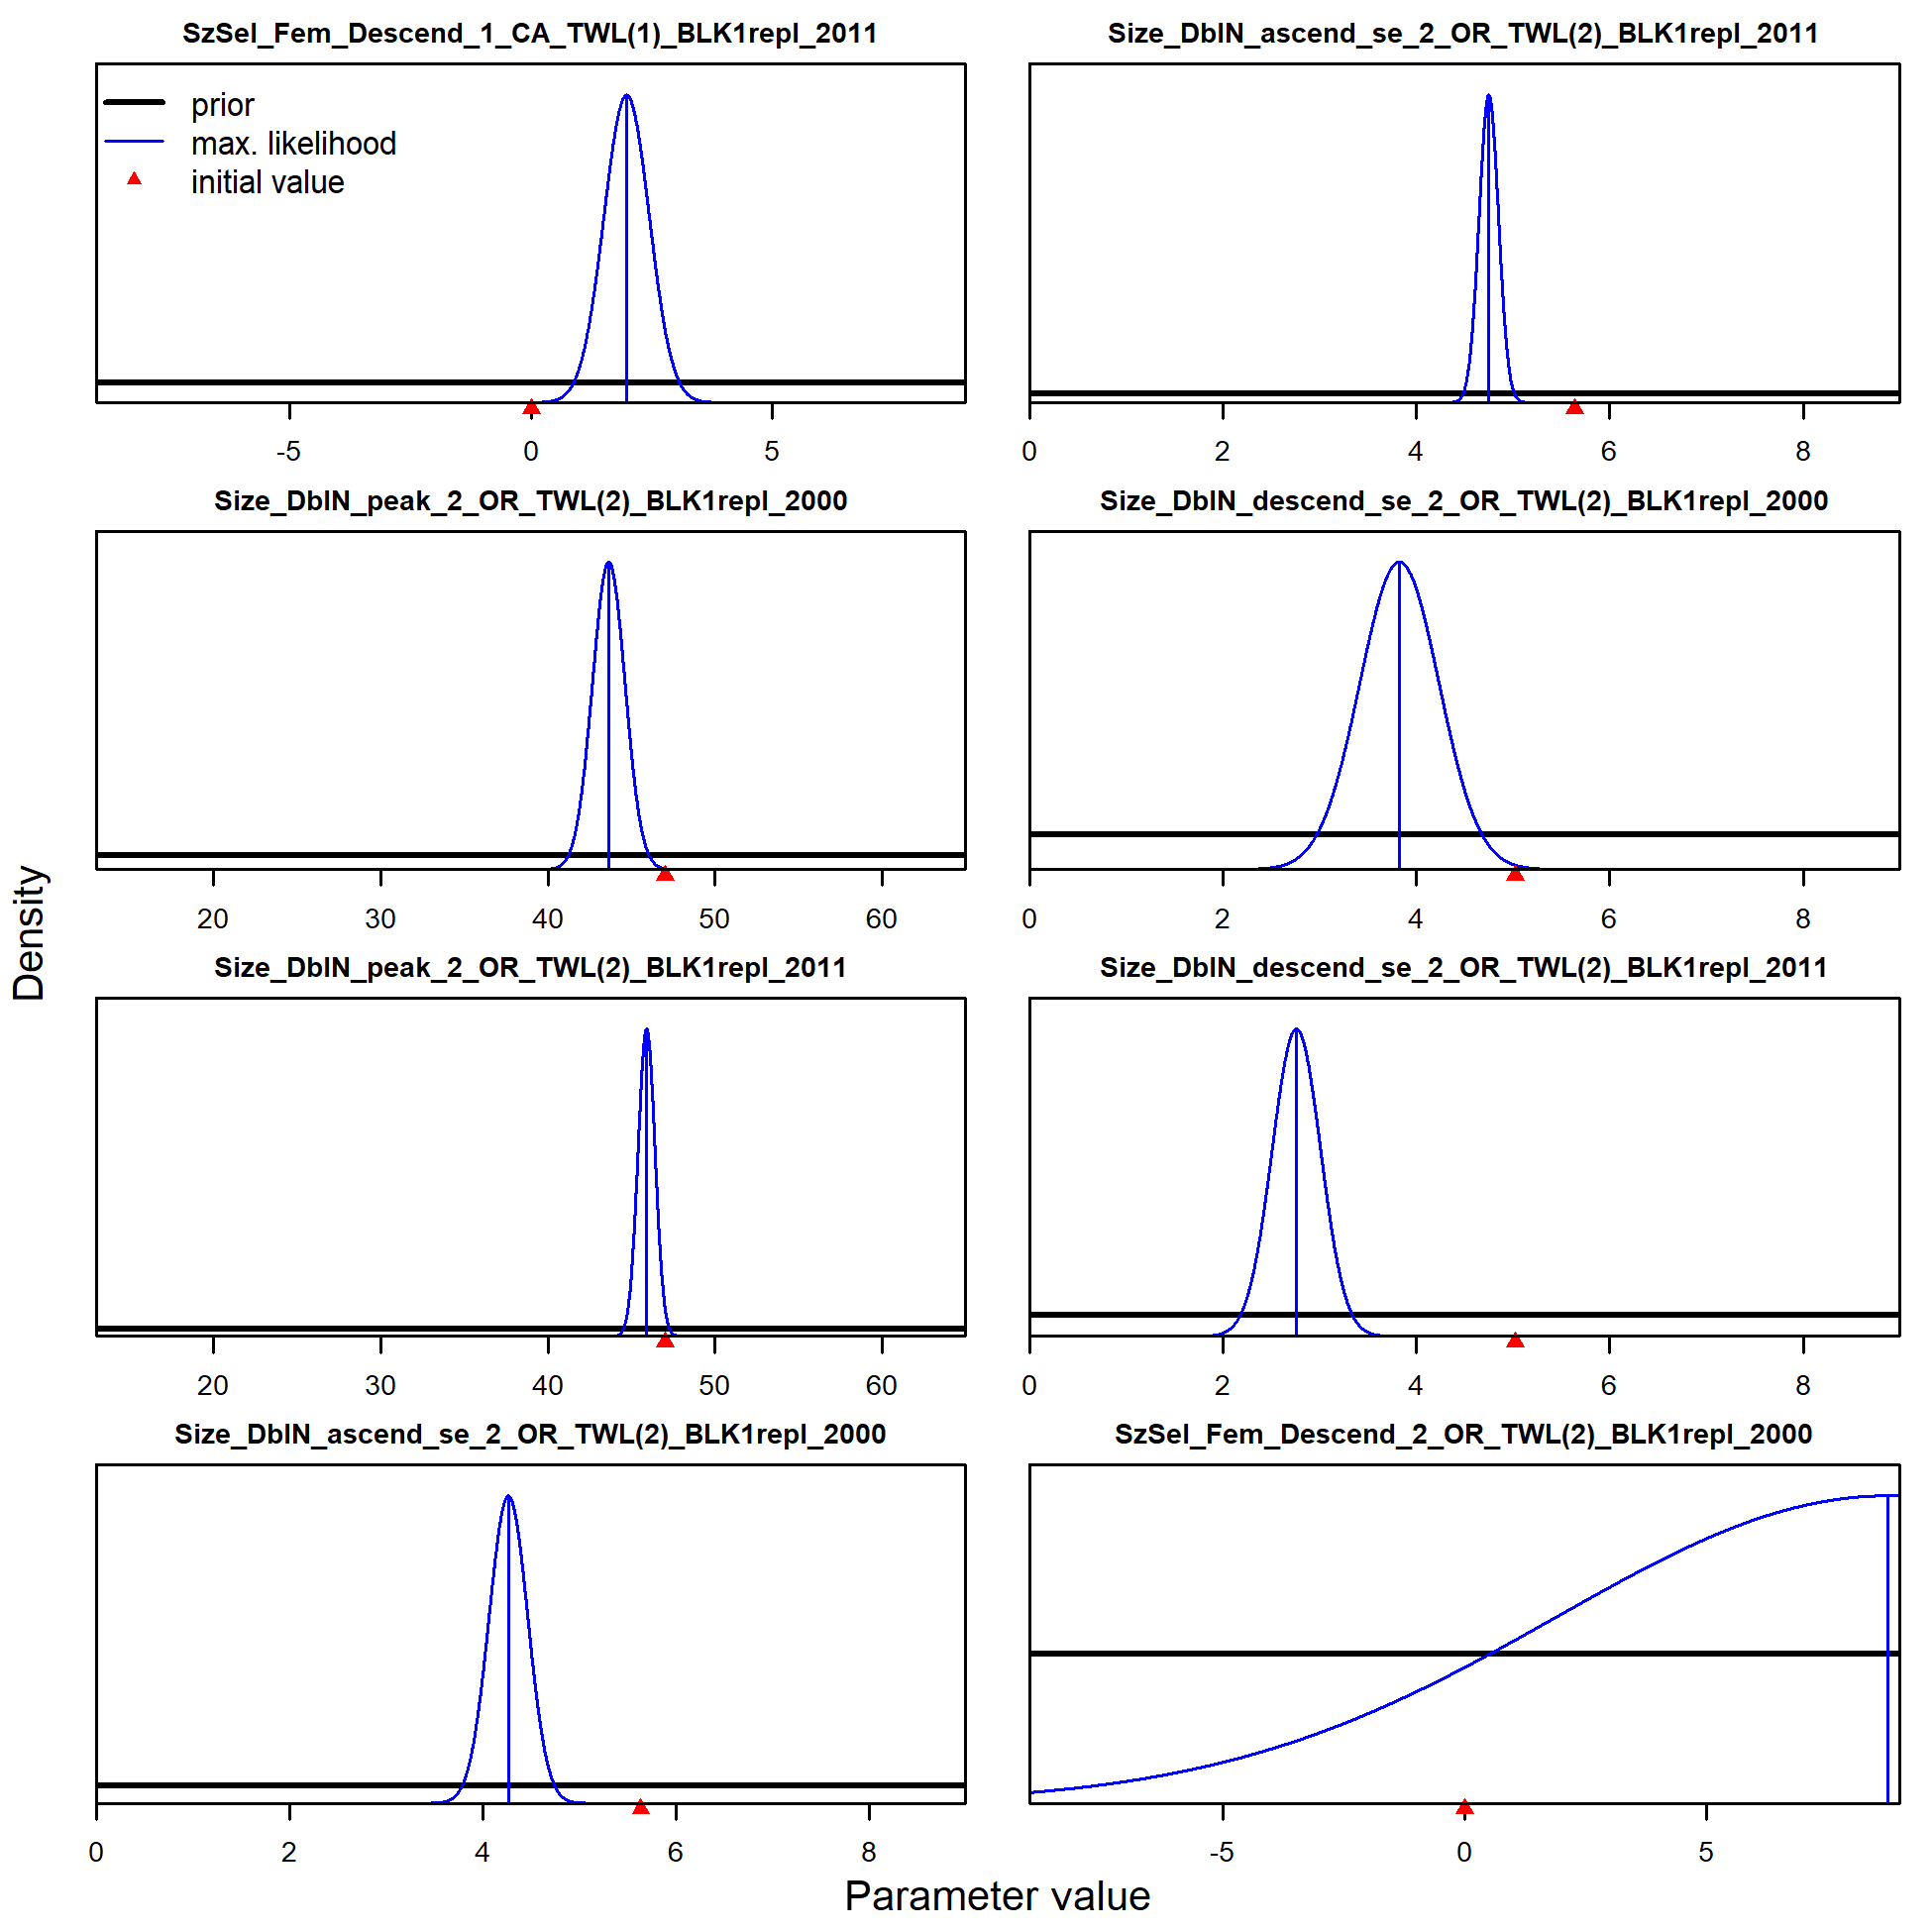 SzSel_Fem_Descend_1_CA_TWL(1)_BLK1repl_2011
prior
max. likelihood
initial value
-5 0 5
Size_DblN_ascend_se_2_OR_TWL(2)_BLK1repl_2011
0 2 4 6 8
Size_DblN_peak_2_OR_TWL(2)_BLK1repl_2000
20 30 40 50 60
Size_DblN_descend_se_2_OR_TWL(2)_BLK1repl_2000
0 2 4 6 8
Size_DblN_peak_2_OR_TWL(2)_BLK1repl_2011
20 30 40 50 60
Size_DblN_descend_se_2_OR_TWL(2)_BLK1repl_2011
0 2 4 6 8
Size_DblN_ascend_se_2_OR_TWL(2)_BLK1repl_2000
0 2 4 6 8
SzSel_Fem_Descend_2_OR_TWL(2)_BLK1repl_2000
-5 0 5
Density
Parameter value